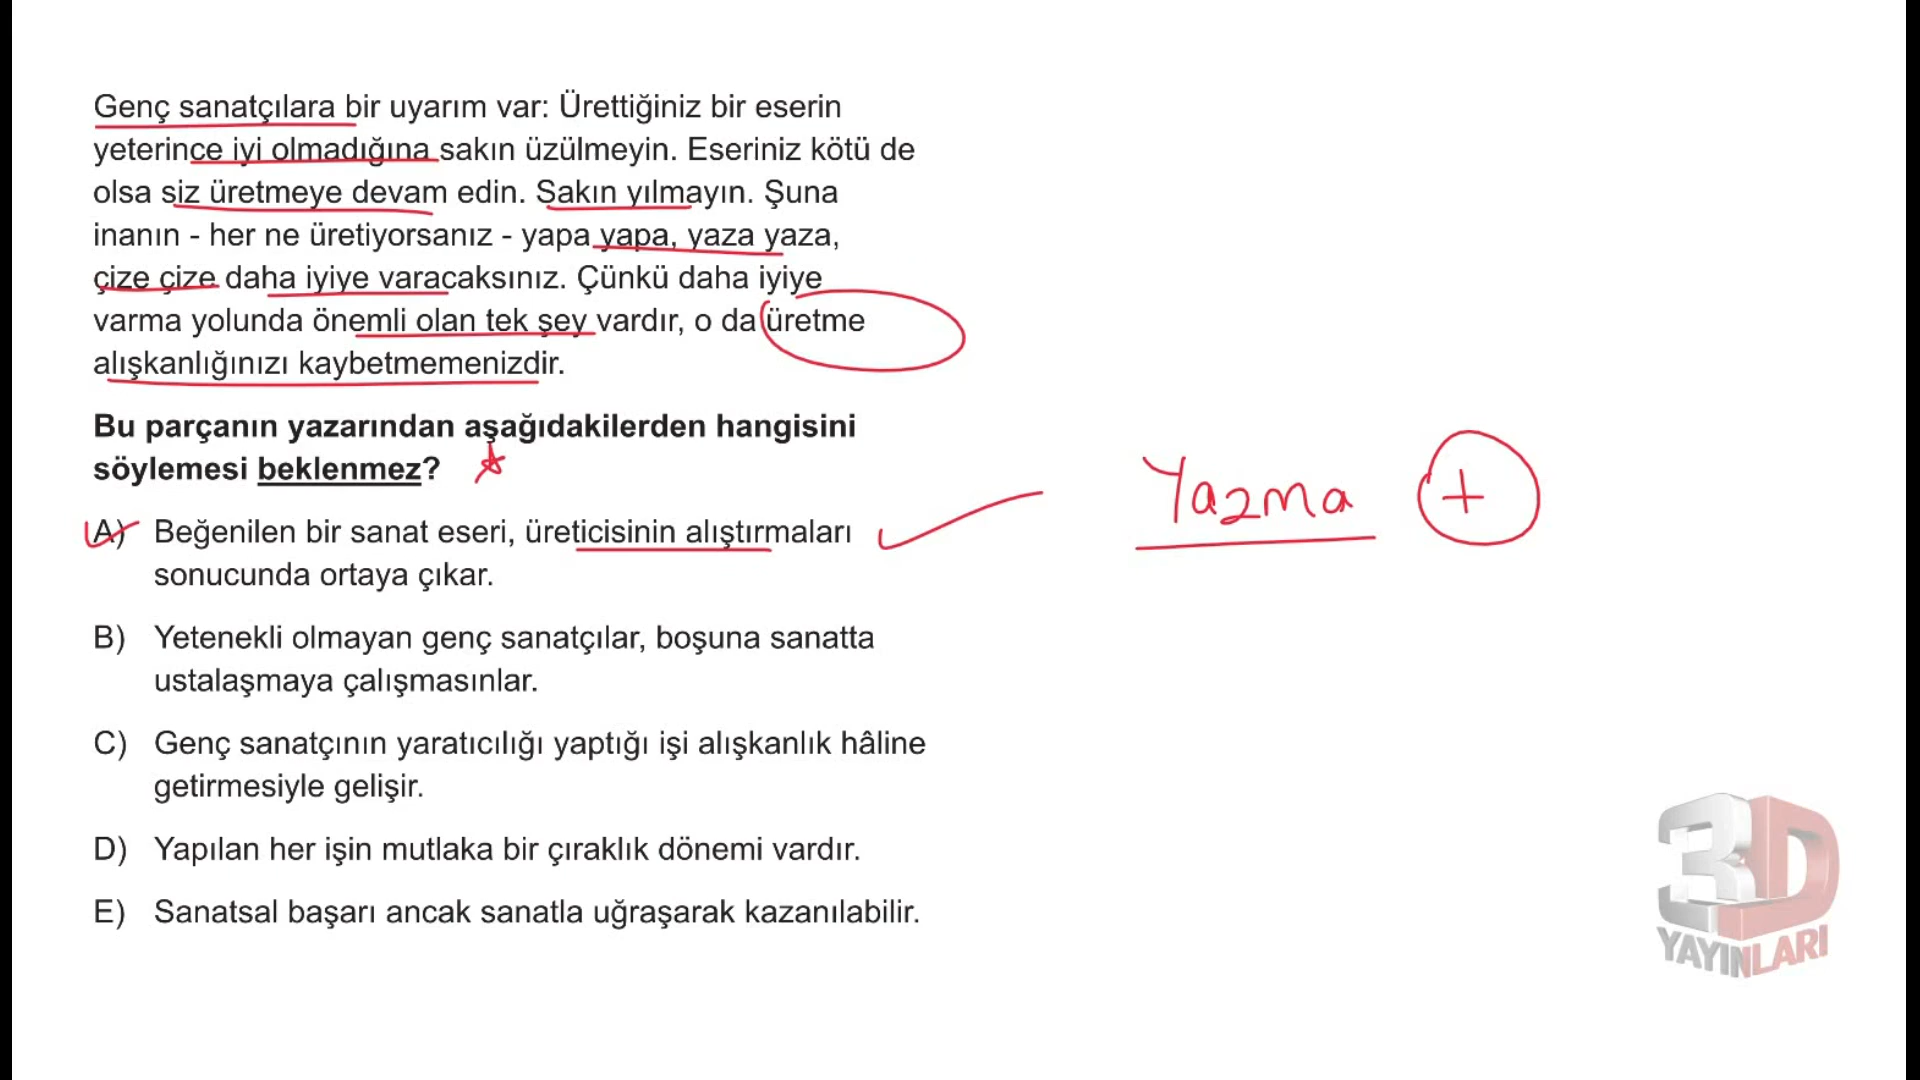 Genç sanatçılara bir uyarım var: Ürettiğiniz bir eserin
yeterince iyi olmadığına sakın üzülmeyin. Eseriniz kötü de
olsa siz üretmeye devam edin. Sakın yılmayın. Şuna
inanın - her ne üretiyorsanız - yapa yapa, yaza yaza,
çize çize daha iyiye varacaksınız. Çünkü daha iyiye
varma yolunda önemli olan tek şey vardır, o da üretme
alışkanlığınızı kaybetmemenizdir.
Bu parçanın yazarından aşağıdakilerden hangisini
söylemesi beklenmez?
A) Beğenilen bir sanat eseri, üreticisinin alıştırmaları
sonucunda ortaya çıkar.
B) Yetenekli olmayan genç sanatçılar, boşuna sanatta
ustalaşmaya çalışmasınlar.
C) Genç sanatçının yaratıcılığı yaptığı işi alışkanlık hâline
getirmesiyle gelişir.
D) Yapılan her işin mutlaka bir çıraklık dönemi vardır.
E) Sanatsal başarı ancak sanatla uğraşarak kazanılabilir.
Yazma +
3D
YAYINLARI